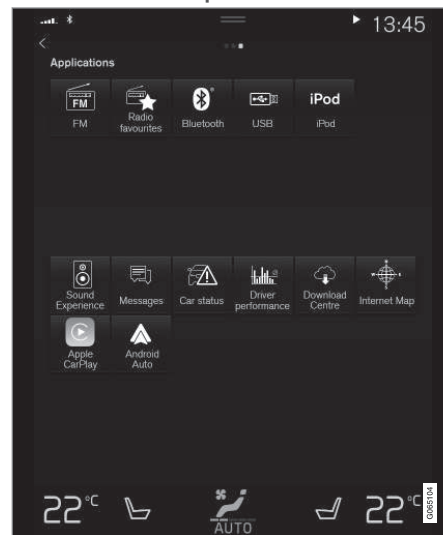 13:45
Applications
FM
FM
Radio
favourites
Bluetooth
USB
iPod
iPod
Sound
Experience
Messages
Car status
Driver
performance
Download
Centre
Internet Map
Apple
CarPlay
Android
Auto
22°C
AUTO
22°C
G065104